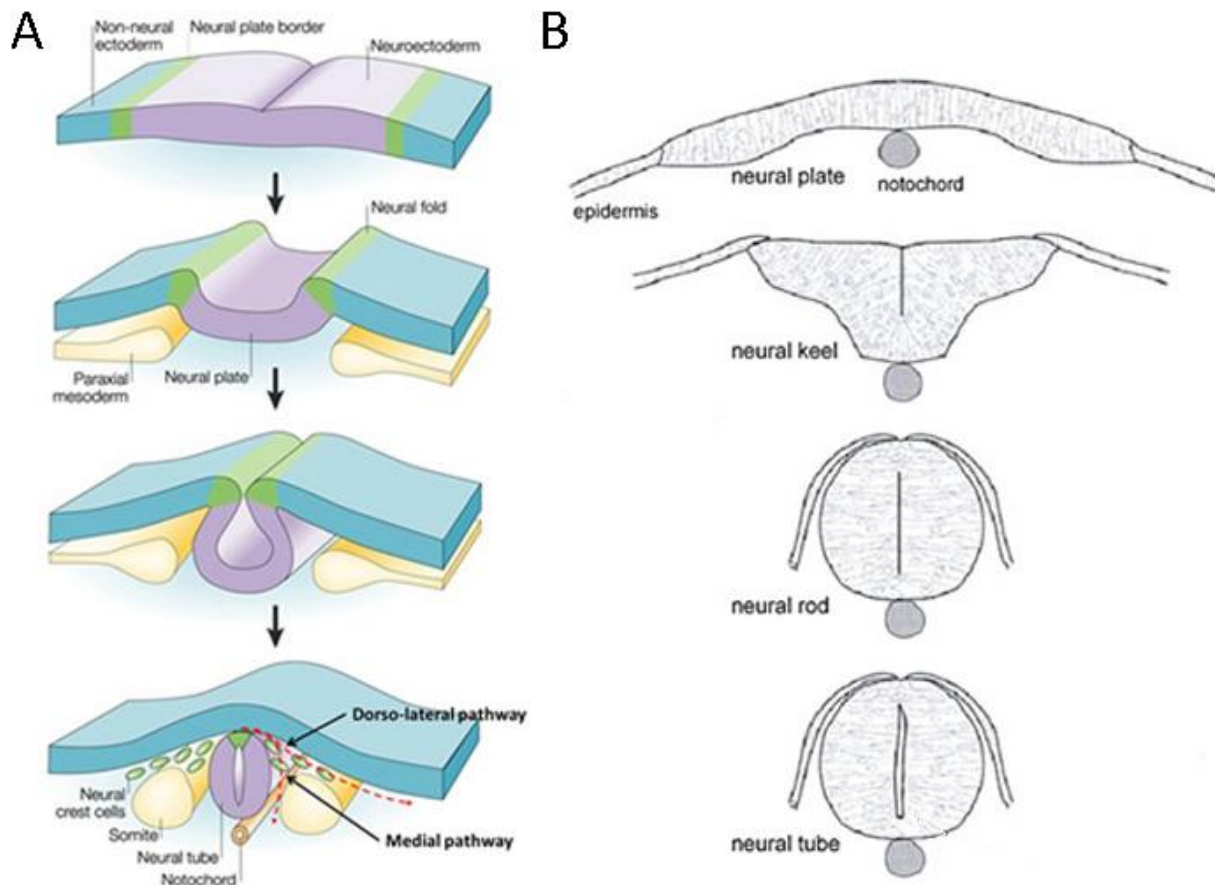 A
Non-neural
ectoderm
Neural plate border
Neuroectoderm
Neural fold
Paraxial
mesoderm
Neural plate
Dorso-lateral pathway
Neural
crest cells
Somite
Medial pathway
Neural tube
Notochord
B
neural plate
notochord
epidermis
neural keel
neural rod
neural tube